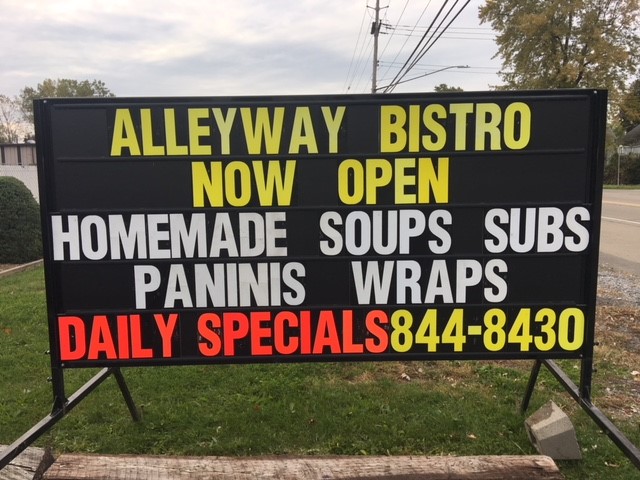 ALLEYWAY BISTRO
NOW OPEN
HOMEMADE SOUPS SUBS
PANINIS WRAPS
DAILY SPECIALS 844-8430